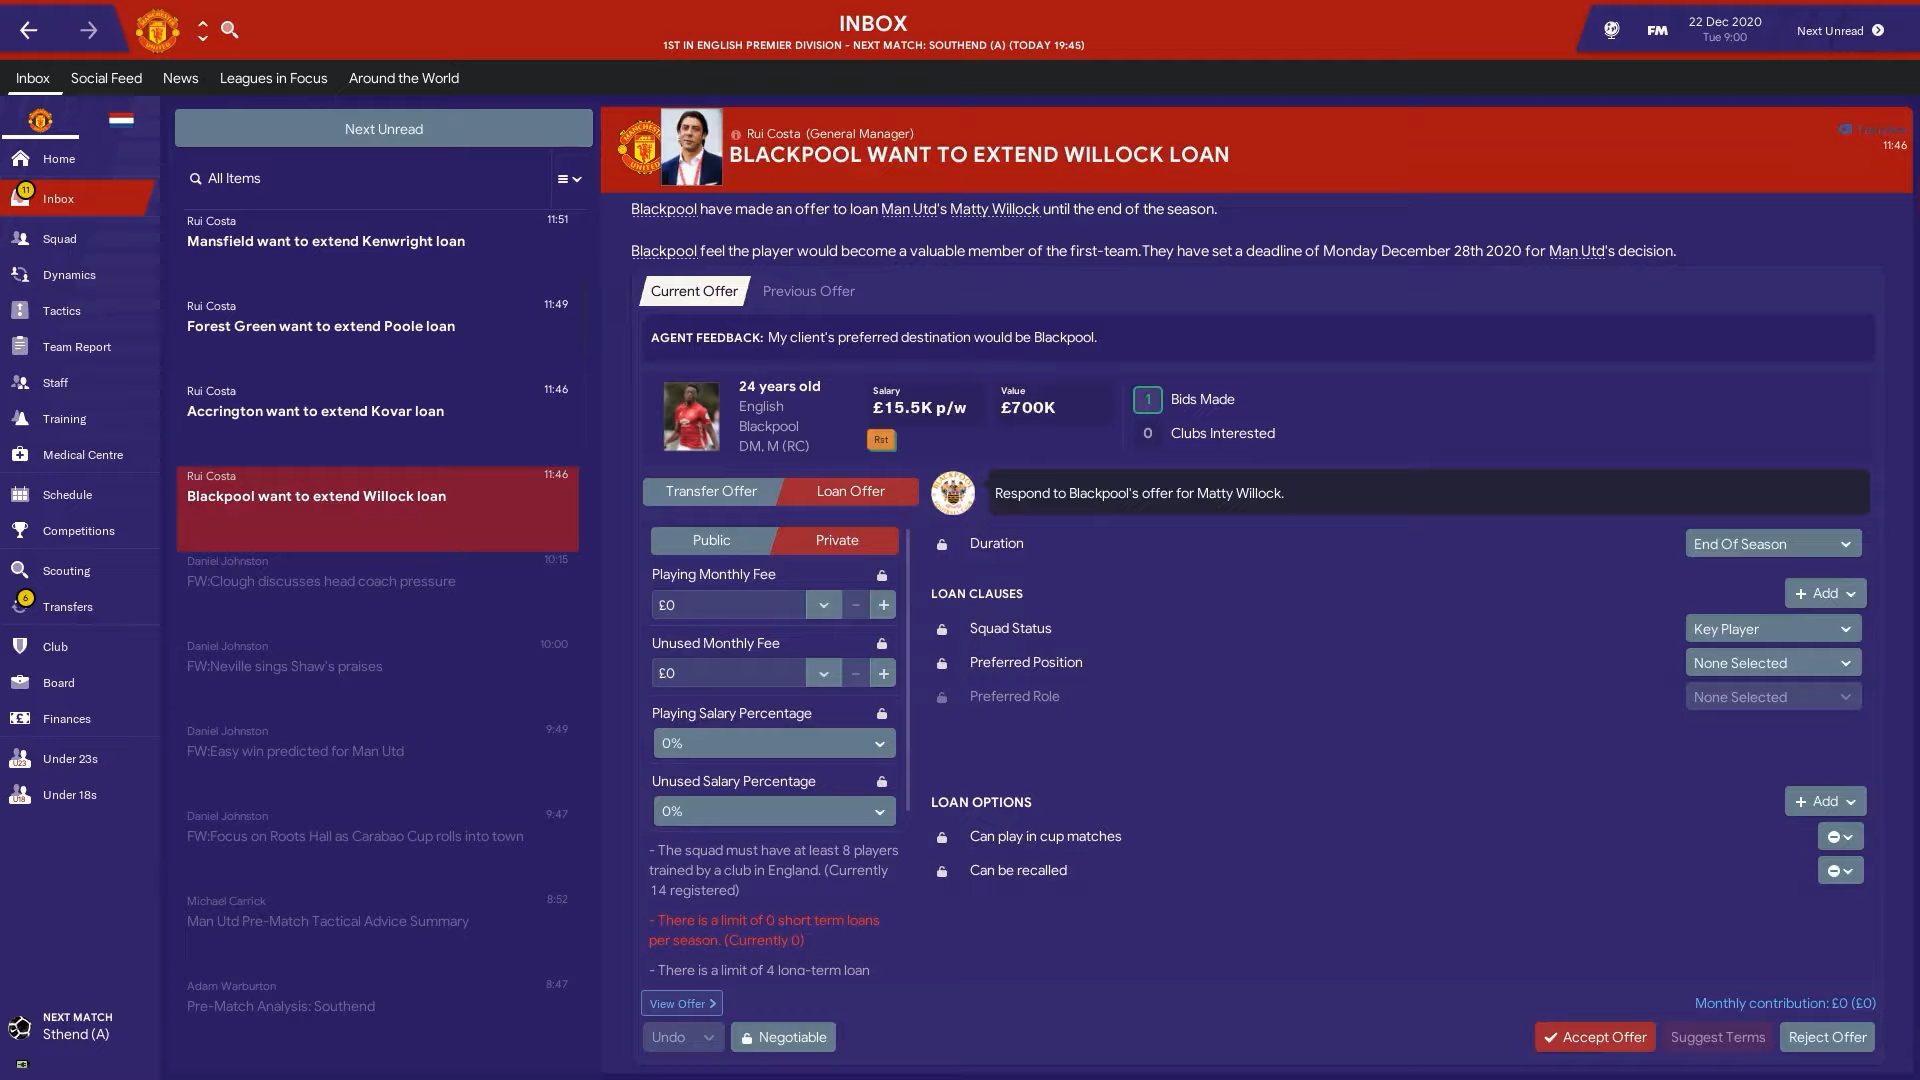 INBOX
1ST IN ENGLISH PREMIER DIVISION - NEXT MATCH: SOUTHEND (A) (TODAY 19:45)
FM
22 Dec 2020
Tue 9:00
Next Unread
Inbox
Social Feed
News
Leagues in Focus
Around the World
Home
11
Inbox
Squad
Dynamics
Tactics
Team Report
Staff
Training
Medical Centre
Schedule
Competitions
Scouting
6
Transfers
Club
Board
Finances
U23
Under 23s
U18
Under 18s
NEXT MATCH
Sthend (A)
Next Unread
All Items
Rui Costa
11:51
Mansfield want to extend Kenwright loan
Rui Costa
11:49
Forest Green want to extend Poole loan
Rui Costa
11:46
Accrington want to extend Kovar loan
Rui Costa
11:46
Blackpool want to extend Willock loan
Daniel Johnston
10:15
FW:Clough discusses head coach pressure
Daniel Johnston
10:00
FW:Neville sings Shaw's praises
Daniel Johnston
9:49
FW:Easy win predicted for Man Utd
Daniel Johnston
9:47
FW:Focus on Roots Hall as Carabao Cup rolls into town
Michael Carrick
8:52
Man Utd Pre-Match Tactical Advice Summary
Adam Warburton
8:47
Pre-Match Analysis: Southend
MANCHESTER
UNITED
Rui Costa (General Manager)
BLACKPOOL WANT TO EXTEND WILLOCK LOAN
Translate
11:46
Blackpool have made an offer to loan Man Utd's Matty Willock until the end of the season.
Blackpool feel the player would become a valuable member of the first-team.They have set a deadline of Monday December 28th 2020 for Man Utd's decision.
Current Offer
Previous Offer
AGENT FEEDBACK: My client's preferred destination would be Blackpool.
24 years old
English
Blackpool
DM, M (RC)
Salary
£15.5K p/w
Rst
Value
£700K
1 Bids Made
0 Clubs Interested
Transfer Offer
Loan Offer
Respond to Blackpool's offer for Matty Willock.
Public
Private
Playing Monthly Fee
£0
Unused Monthly Fee
£0
Playing Salary Percentage
0%
Unused Salary Percentage
0%
- The squad must have at least 8 players
trained by a club in England. (Currently
14 registered)
- There is a limit of 0 short term loans
per season. (Currently 0)
- There is a limit of 4 long-term loan
Duration
End Of Season
LOAN CLAUSES
Add
Squad Status
Key Player
Preferred Position
None Selected
Preferred Role
None Selected
LOAN OPTIONS
Add
Can play in cup matches
Can be recalled
View Offer
Monthly contribution: £0 (£0)
Undo
Negotiable
Accept Offer
Suggest Terms
Reject Offer